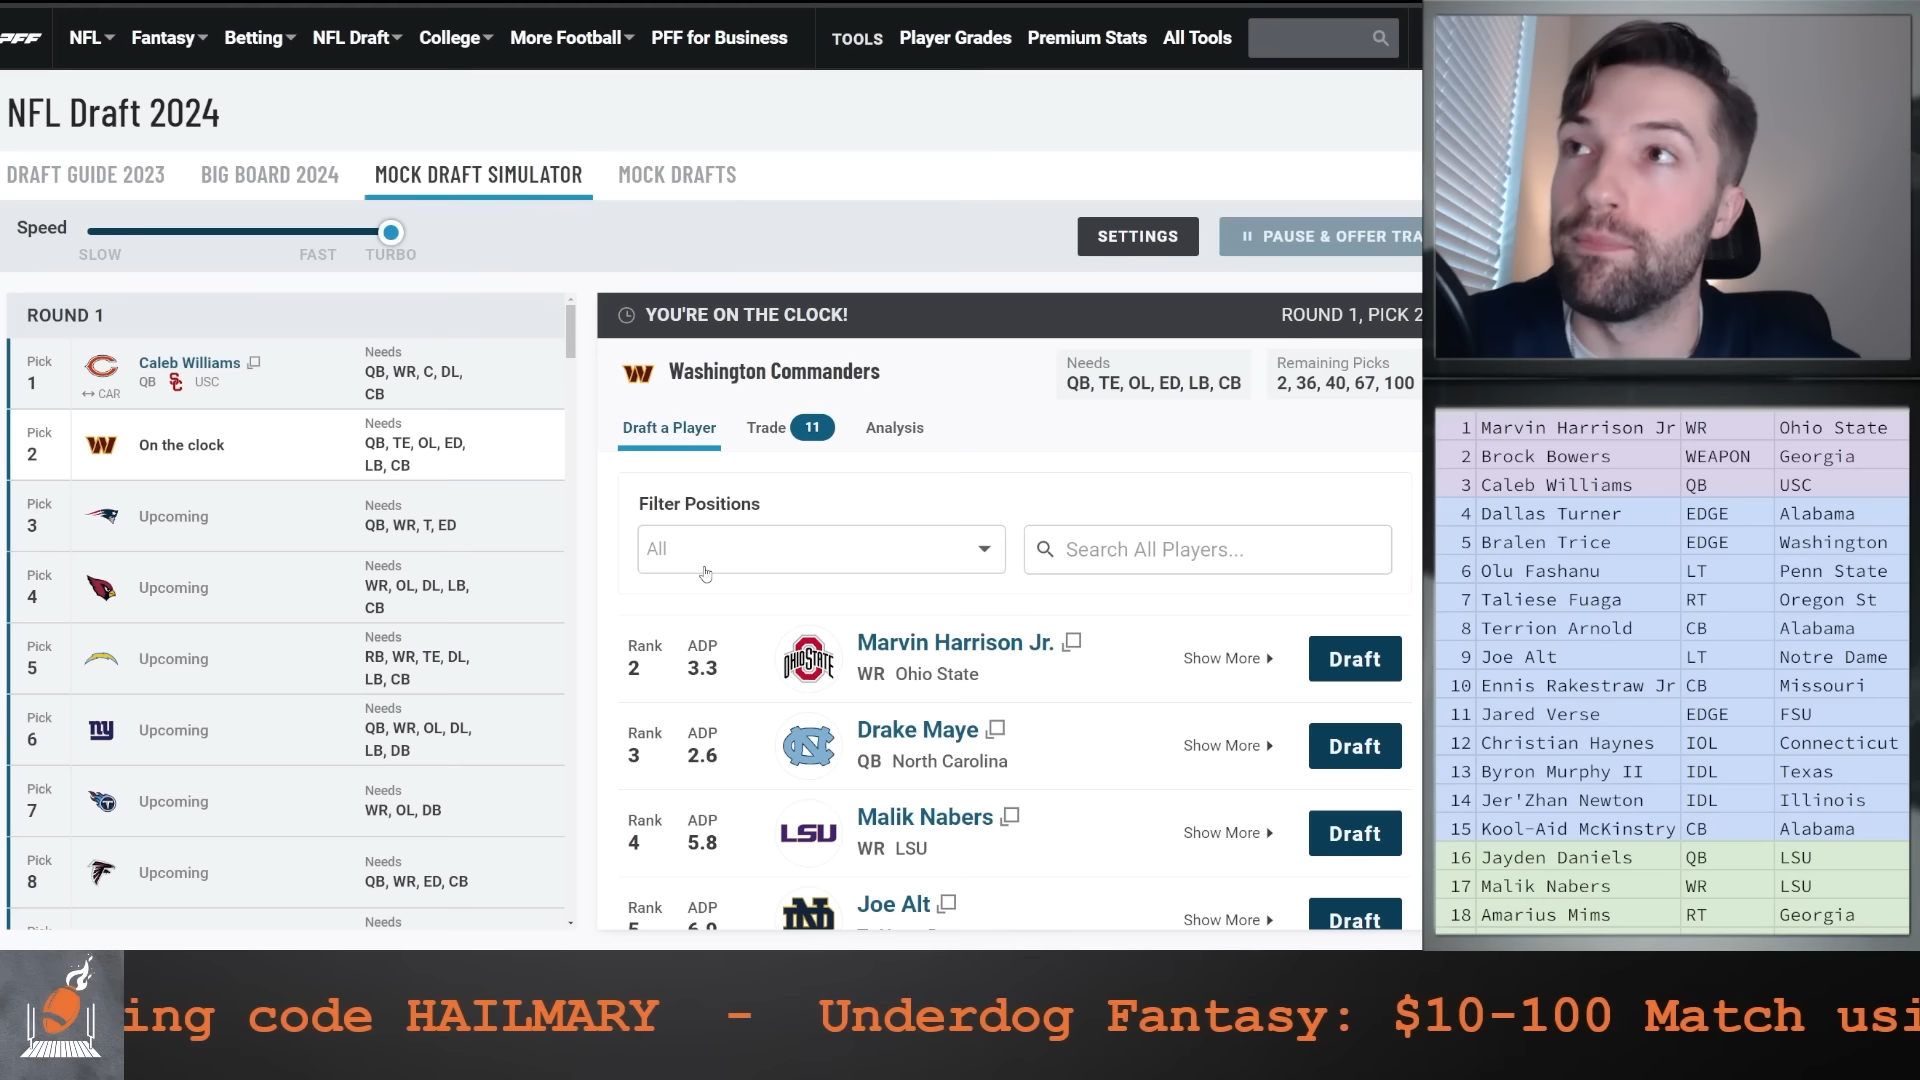 PFF NFL Fantasy Betting NFL Draft College More Football PFF for Business TOOLS Player Grades Premium Stats All Tools
NFL Draft 2024
DRAFT GUIDE 2023 BIG BOARD 2024 MOCK DRAFT SIMULATOR MOCK DRAFTS
Speed
SLOW FAST TURBO
SETTINGS
PAUSE & OFFER TRA
ROUND 1
Pick 1
CAR
Caleb Williams
QB SC USC
Needs
QB, WR, C, DL,
CB
Pick 2
W
On the clock
Needs
QB, TE, OL, ED,
LB, CB
Pick 3
Upcoming
Needs
QB, WR, T, ED
Pick 4
Upcoming
Needs
WR, OL, DL, LB,
CB
Pick 5
Upcoming
Needs
RB, WR, TE, DL,
LB, CB
Pick 6
ny
Upcoming
Needs
QB, WR, OL, DL,
LB, DB
Pick 7
Upcoming
Needs
WR, OL, DB
Pick 8
Upcoming
Needs
QB, WR, ED, CB
Needs
YOU'RE ON THE CLOCK!
ROUND 1, PICK 2
W Washington Commanders
Needs
QB, TE, OL, ED, LB, CB
Remaining Picks
2, 36, 40, 67, 100
Draft a Player Trade 11 Analysis
Filter Positions
All
Search All Players...
Rank 2 ADP 3.3
OHIO STATE
Marvin Harrison Jr.
WR Ohio State
Show More
Draft
Rank 3 ADP 2.6
NC
Drake Maye
QB North Carolina
Show More
Draft
Rank 4 ADP 5.8
LSU
Malik Nabers
WR LSU
Show More
Draft
Rank 5 ADP
ND
Joe Alt
Show More
Draft
1 Marvin Harrison Jr WR Ohio State
2 Brock Bowers WEAPON Georgia
3 Caleb Williams QB USC
4 Dallas Turner EDGE Alabama
5 Bralen Trice EDGE Washington
6 Olu Fashanu LT Penn State
7 Taliese Fuaga RT Oregon St
8 Terrion Arnold CB Alabama
9 Joe Alt LT Notre Dame
10 Ennis Rakestraw Jr CB Missouri
11 Jared Verse EDGE FSU
12 Christian Haynes IOL Connecticut
13 Byron Murphy II IDL Texas
14 Jer'Zhan Newton IDL Illinois
15 Kool-Aid McKinstry CB Alabama
16 Jayden Daniels QB LSU
17 Malik Nabers WR LSU
18 Amarius Mims RT Georgia
ing code HAILMARY - Underdog Fantasy: $10-100 Match usi